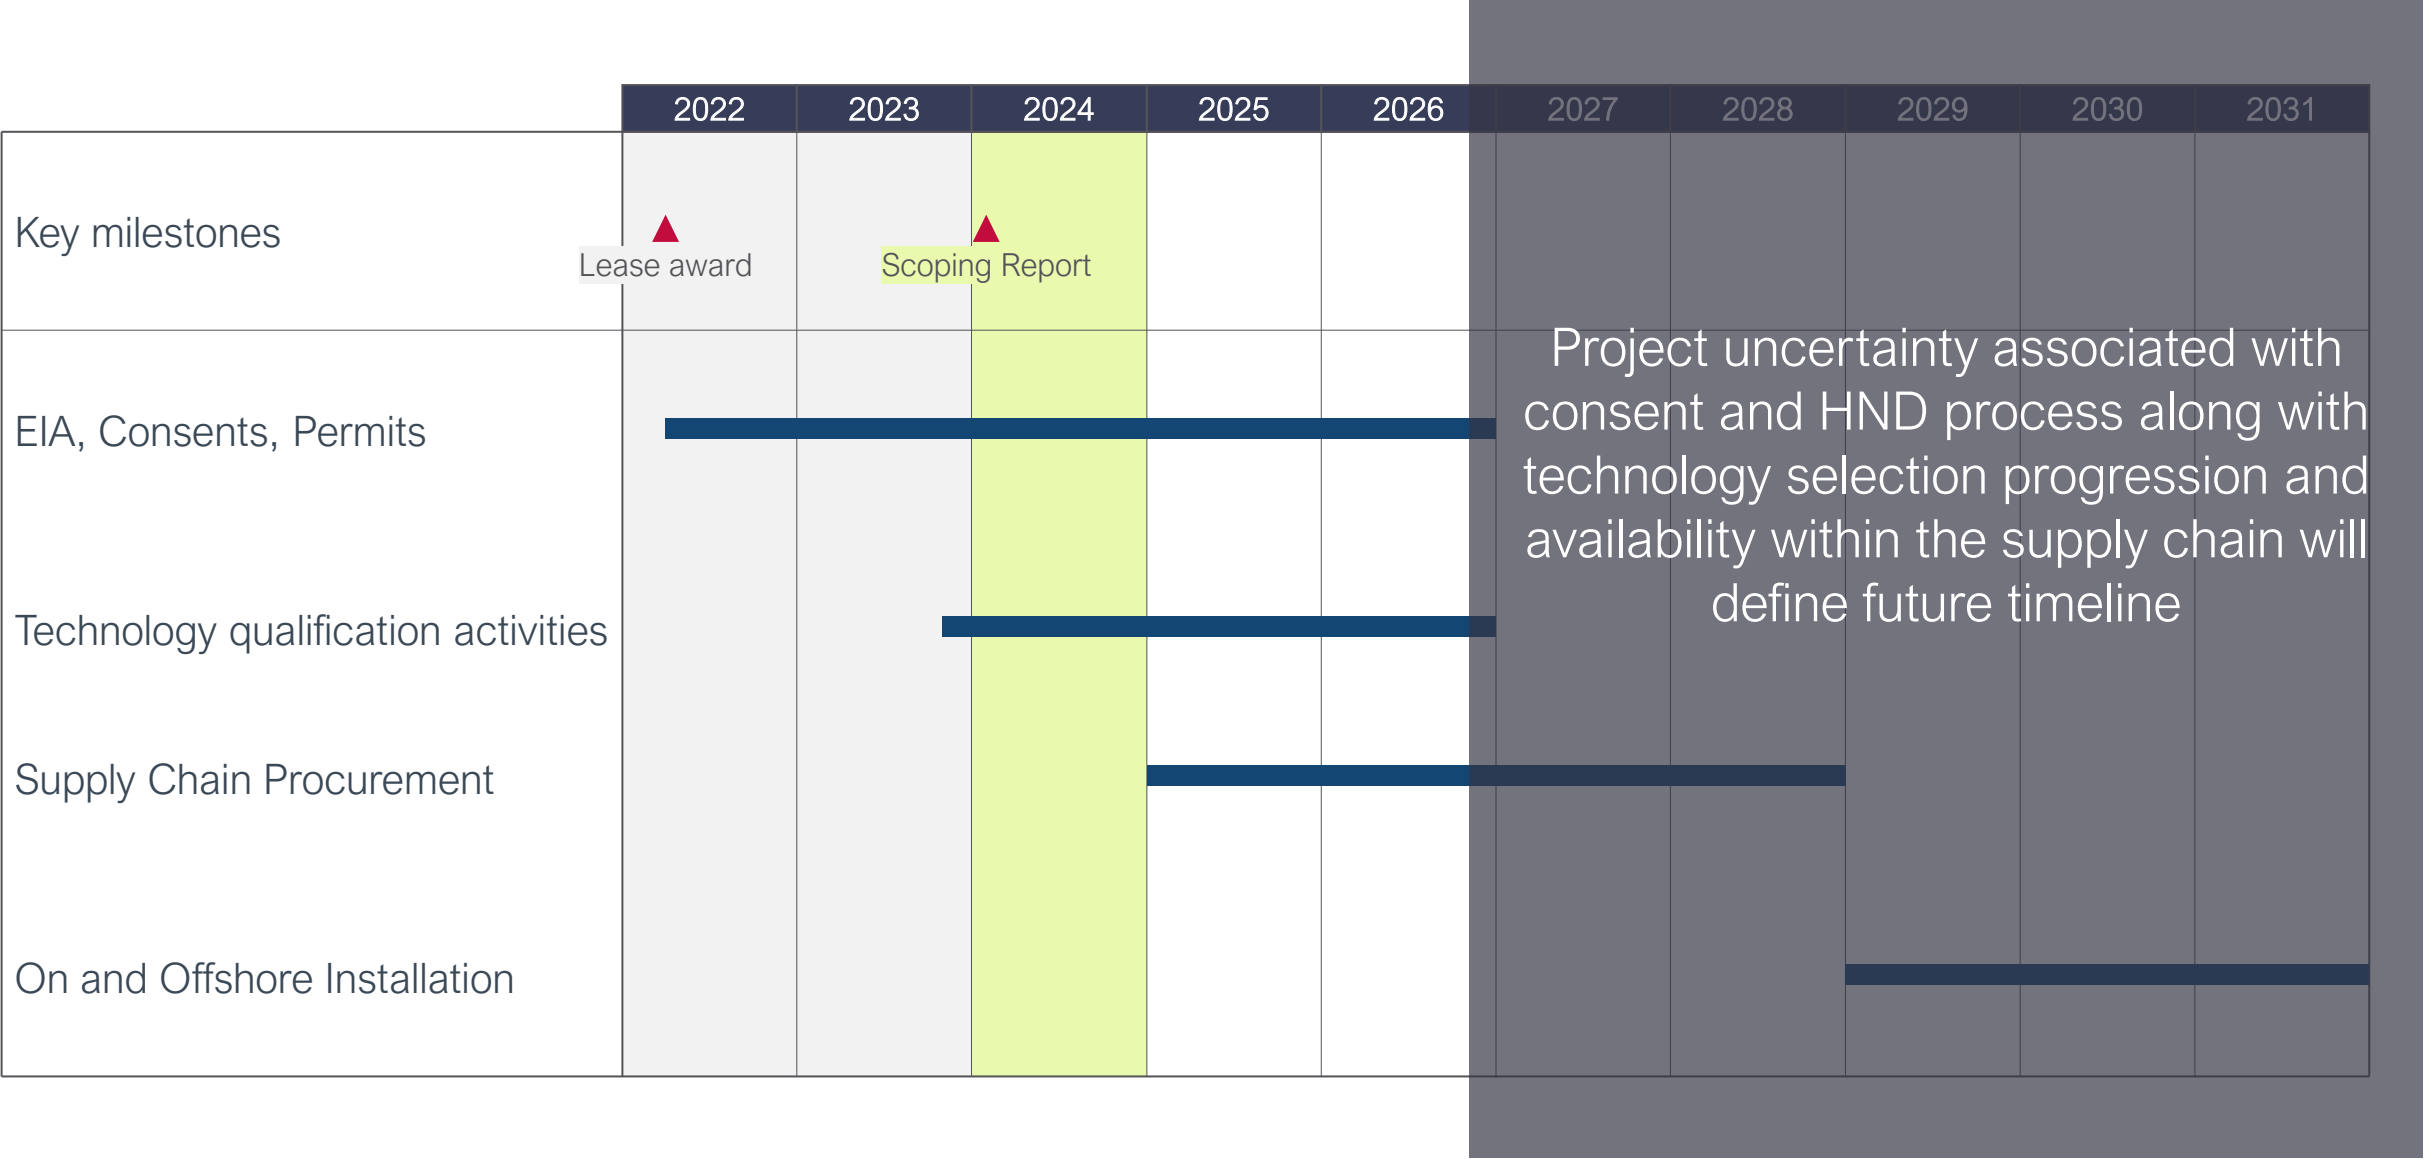 2022 2023 2024 2025 2026 2027 2028 2029 2030 2031
Key milestones
Lease award
Scoping Report
Project uncertainty associated with
consent and HND process along with
technology selection progression and
availability within the supply chain will
define future timeline
EIA, Consents, Permits
Technology qualification activities
Supply Chain Procurement
On and Offshore Installation